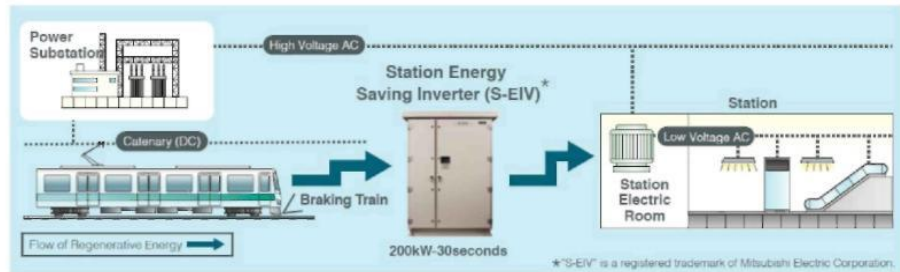 Power
Substation
High Voltage AC
Station Energy
Saving Inverter (S-EIV)*
Station
Catenary (DC)
Low Voltage AC
Braking Train
Station
Electric
Room
Flow of Regenerative Energy
200kW-30seconds
*"S-EIV" is a registered trademark of Mitsubishi Electric Corporation.